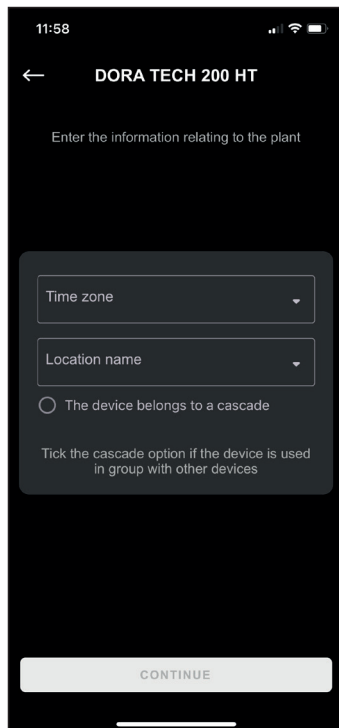 11:58
DORA TECH 200 HT
Enter the information relating to the plant
Time zone
Location name
The device belongs to a cascade
Tick the cascade option if the device is used
in group with other devices
CONTINUE